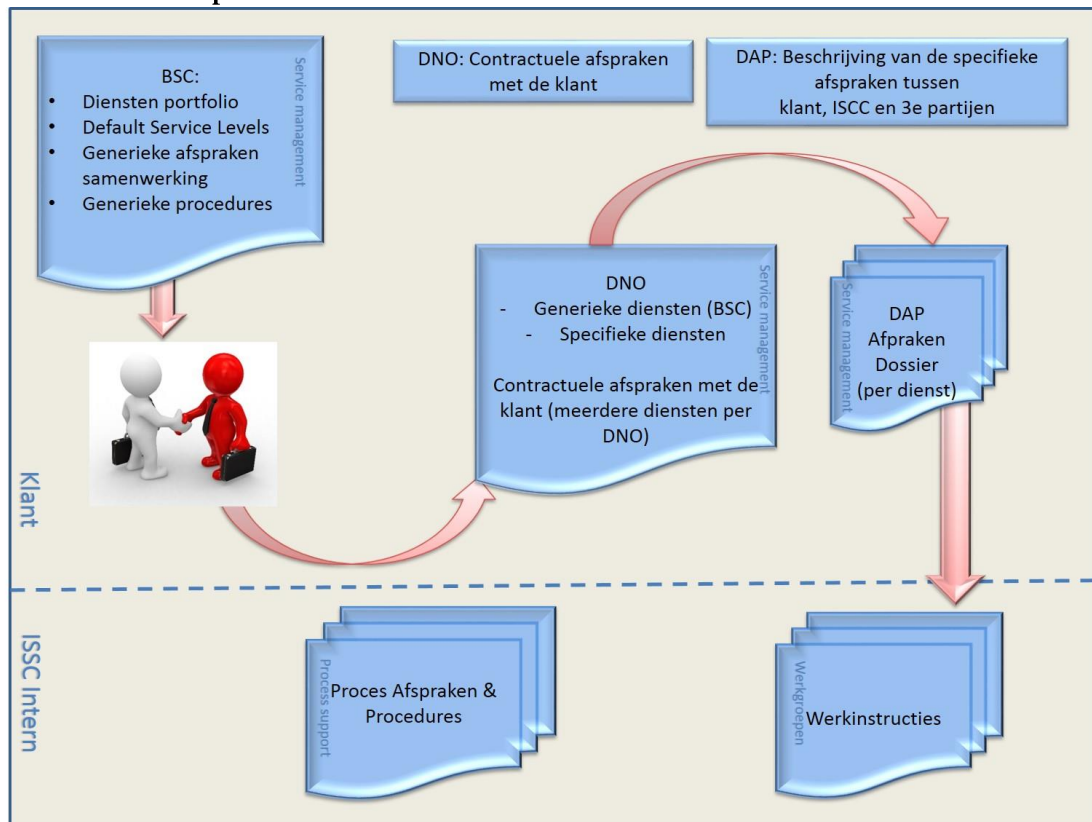 BSC:
• Diensten portfolio
• Default Service Levels
• Generieke afspraken
samenwerking
• Generieke procedures
Service management
DNO: Contractuele afspraken
met de klant
DAP: Beschrijving van de specifieke
afspraken tussen
klant, ISCC en 3e partijen
DNO
- Generieke diensten (BSC)
- Specifieke diensten
Contractuele afspraken met de
klant (meerdere diensten per
DNO)
Service management
DAP
Afpraken
Dossier
(per dienst)
Service management
Klant
ISSC Intern
Proces Afspraken &
Procedures
Process support
Werkinstructies
Werkgroepen